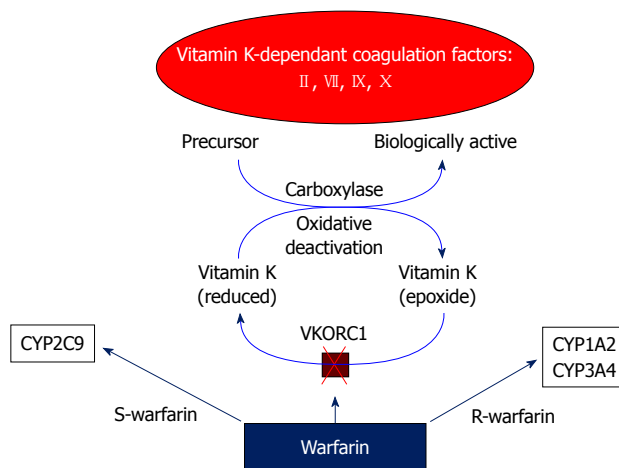 Vitamin K-dependant coagulation factors:
Ⅱ, Ⅶ, Ⅸ, Ⅹ
Precursor
Biologically active
Carboxylase
Oxidative
deactivation
Vitamin K
(reduced)
Vitamin K
(epoxide)
VKORC1
CYP2C9
CYP1A2
CYP3A4
S-warfarin
R-warfarin
Warfarin